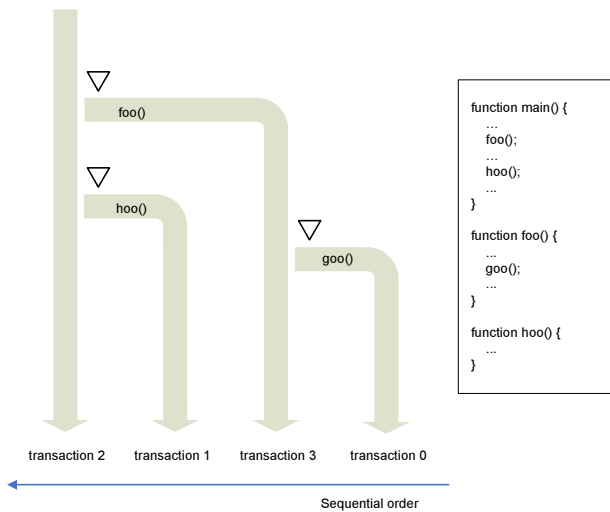 foo()
hoo()
goo()
transaction 2
transaction 1
transaction 3
transaction 0
Sequential order
function main() {
...
foo();
...
hoo();
...
}
function foo() {
...
goo();
...
}
function hoo() {
...
}